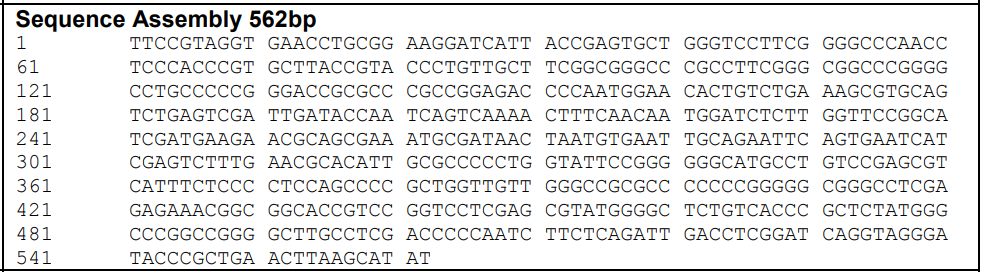 Sequence Assembly 562bp
1 TTCCGTAGGT GAACCTGCGG AAGGATCATT ACCGAGTGCT GGGTCCTTCG GGGCCCAACC
61 TCCCACCCGT GCTTACCGTA CCCTGTTGCT TCGGCGGGCC CGCCTTCGGG CGGCCCGGGG
121 CCTGCCCCCG GGACCGCGCC CGCCGGAGAC CCCAATGGAA CACTGTCTGA AAGCGTGCAG
181 TCTGAGTCGA TTGATACCAA TCAGTCAAAA CTTTCAACAA TGGATCTCTT GGTTCCGGCA
241 TCGATGAAGA ACGCAGCGAA ATGCGATAAC TAATGTGAAT TGCAGAATTC AGTGAATCAT
301 CGAGTCTTTG AACGCACATT GCGCCCCCTG GTATTCCGGG GGGCATGCCT GTCCGAGCGT
361 CATTTCTCCC CTCCAGCCCC GCTGGTTGTT GGGCCGCGCC CCCCCGGGGG CGGGCCTCGA
421 GAGAAACGGC GGCACCGTCC GGTCCTCGAG CGTATGGGGC TCTGTCACCC GCTCTATGGG
481 CCCGGCCGGG GCTTGCCTCG ACCCCCAATC TTCTCAGATT GACCTCGGAT CAGGTAGGGA
541 TACCCGCTGA ACTTAAGCAT AT